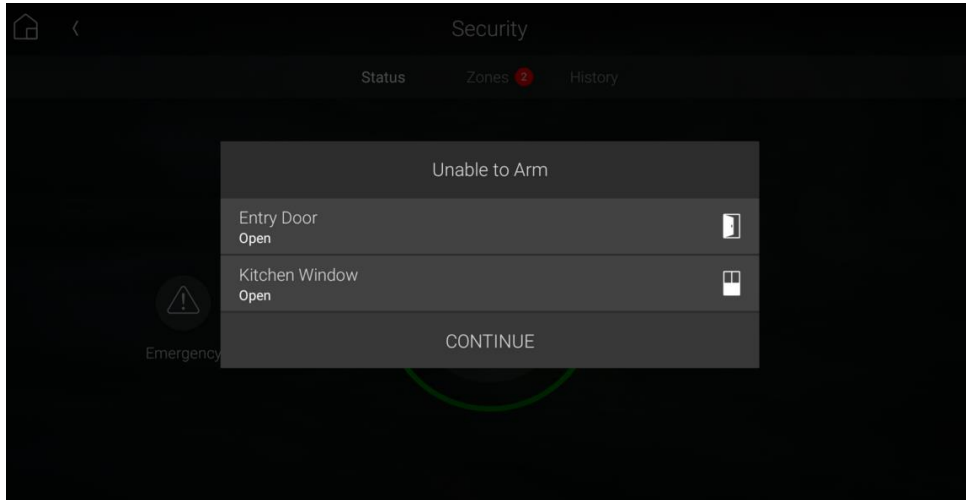 Security
Status Zones 2 History
Unable to Arm
Entry Door
Open
Kitchen Window
Open
CONTINUE
Emergency